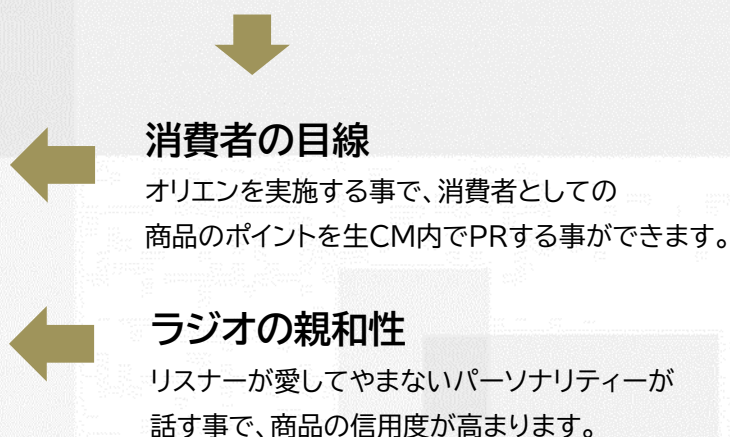 消費者の目線
オリエンを実施する事で、消費者としての
商品のポイントを生CM内でPRする事ができます。
ラジオの親和性
リスナーが愛してやまないパーソナリティーが
話す事で、商品の信用度が高まります。